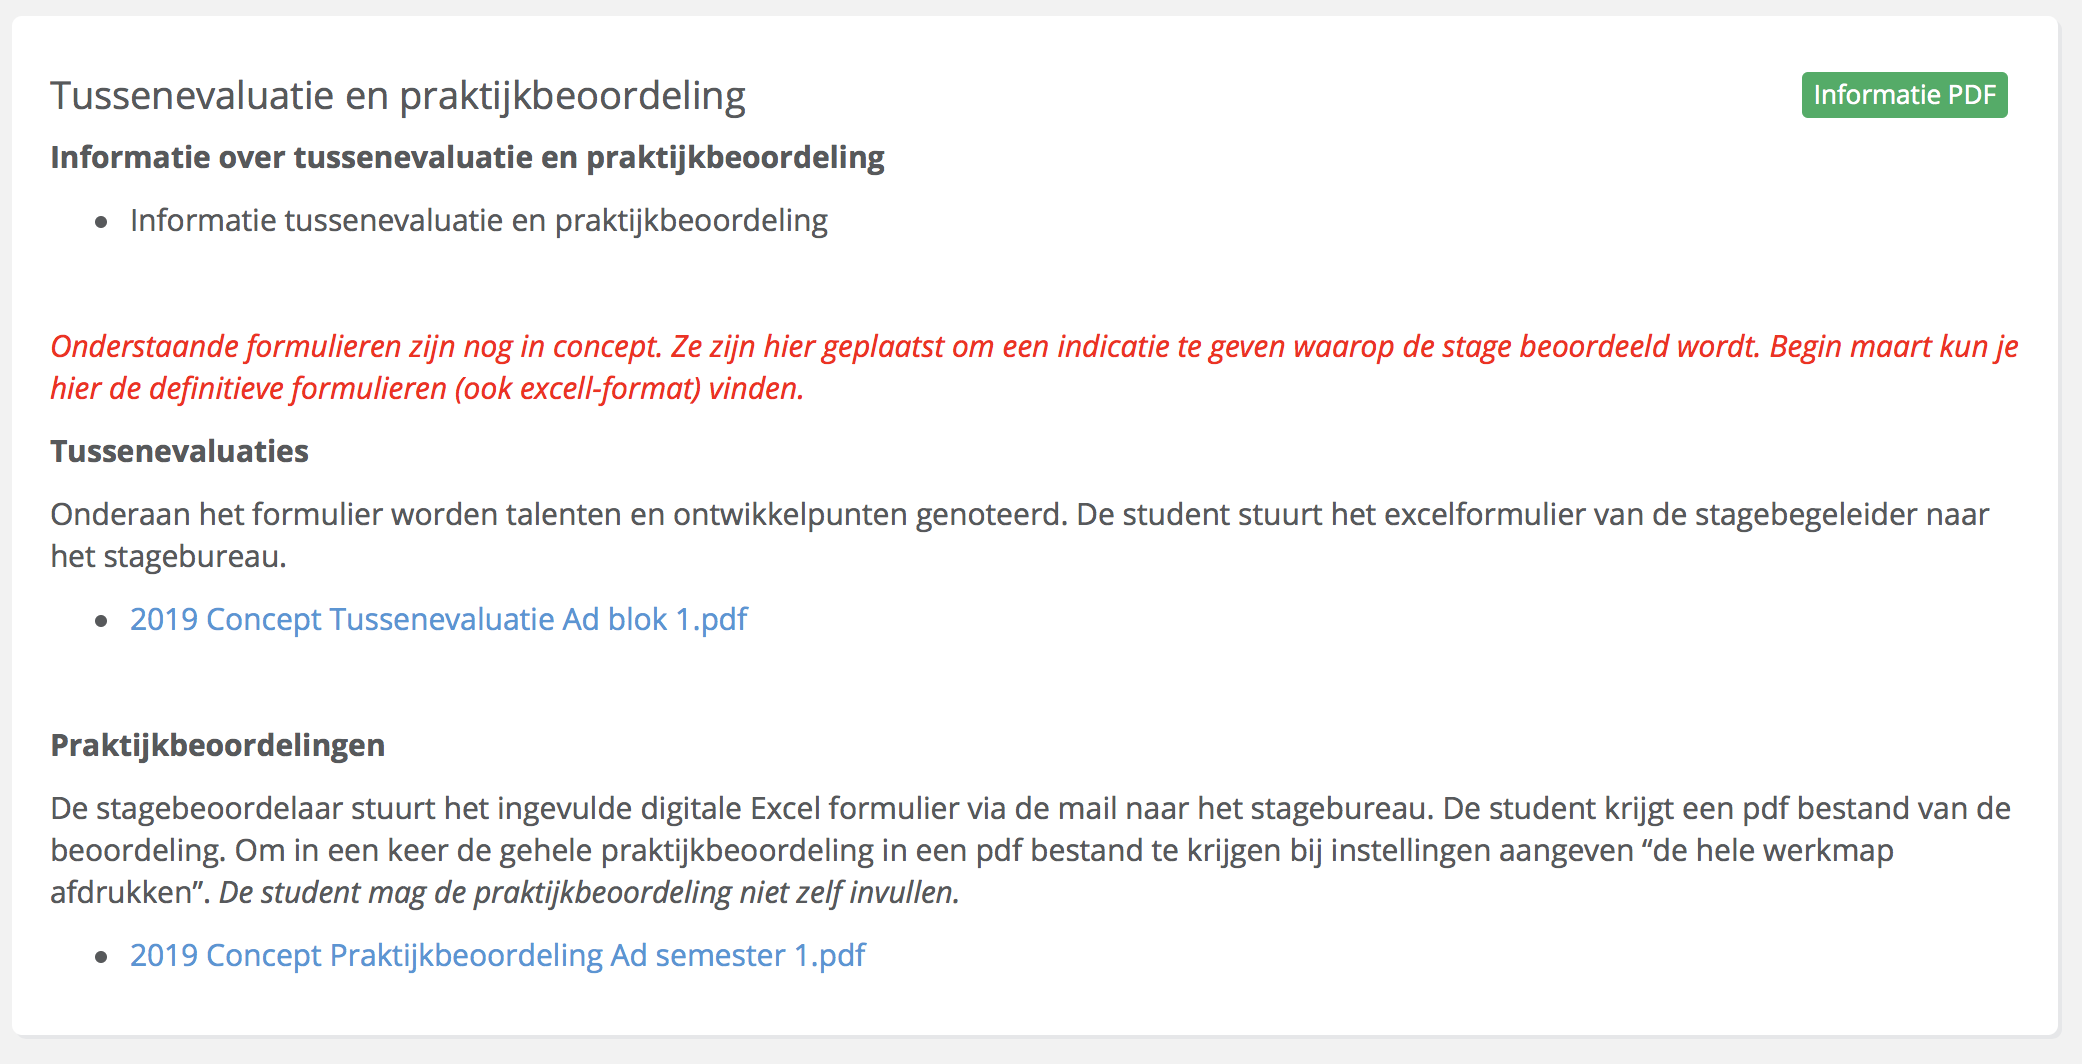 Tussenevaluatie en praktijkbeoordeling
Informatie PDF
Informatie over tussenevaluatie en praktijkbeoordeling
Informatie tussenevaluatie en praktijkbeoordeling
Onderstaande formulieren zijn nog in concept. Ze zijn hier geplaatst om een indicatie te geven waarop de stage beoordeeld wordt. Begin maart kun je
hier de definitieve formulieren (ook excell-format) vinden.
Tussenevaluaties
Onderaan het formulier worden talenten en ontwikkelpunten genoteerd. De student stuurt het excelformulier van de stagebegeleider naar
het stagebureau.
2019 Concept Tussenevaluatie Ad blok 1.pdf
Praktijkbeoordelingen
De stagebeoordelaar stuurt het ingevulde digitale Excel formulier via de mail naar het stagebureau. De student krijgt een pdf bestand van de
beoordeling. Om in een keer de gehele praktijkbeoordeling in een pdf bestand te krijgen bij instellingen aangeven “de hele werkmap
afdrukken”. De student mag de praktijkbeoordeling niet zelf invullen.
2019 Concept Praktijkbeoordeling Ad semester 1.pdf